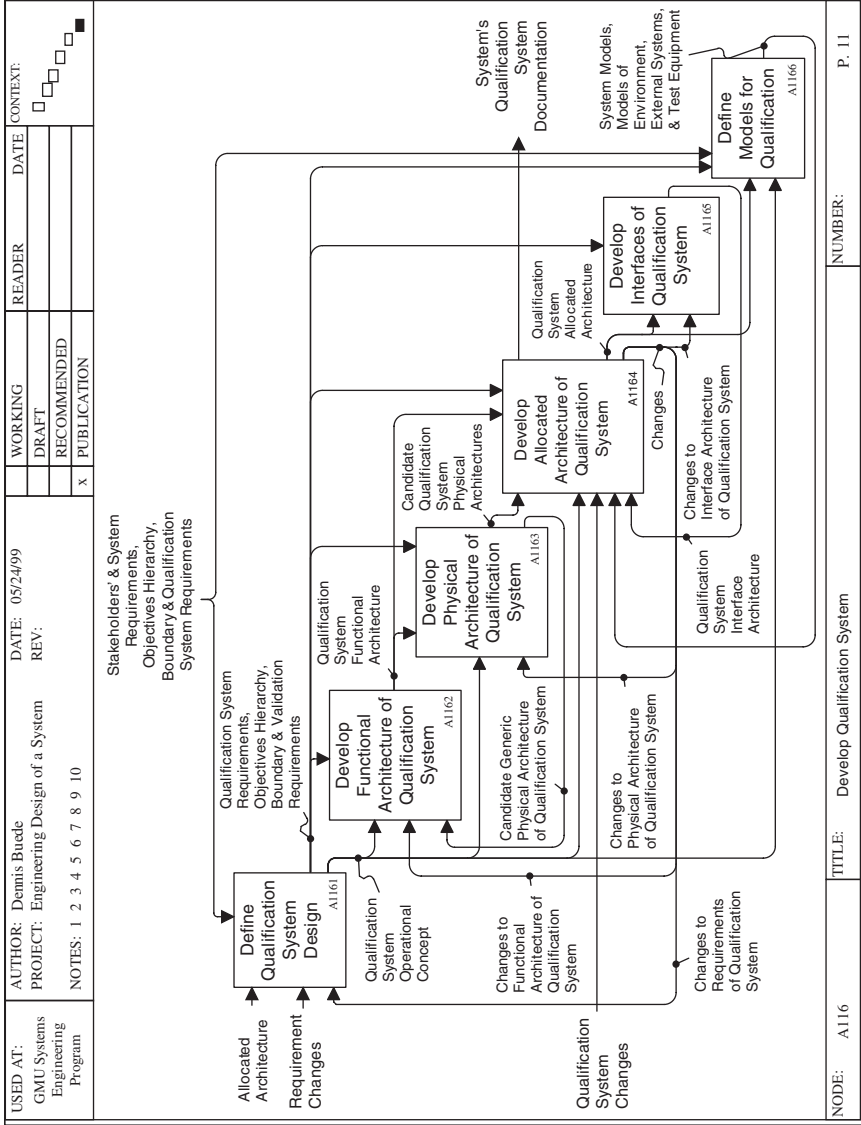 USED AT:
GMU Systems
Engineering
Program
AUTHOR: Dennis Buede
PROJECT: Engineering Design of a System
NOTES: 1 2 3 4 5 6 7 8 9 10
DATE: 05/24/99
REV:
WORKING
DRAFT
RECOMMENDED
x PUBLICATION
READER
DATE
CONTEXT:
Stakeholders' & System
Requirements,
Objectives Hierarchy,
Boundary & Qualification
System Requirements
Allocated
Architecture
Requirement
Changes
Define
Qualification
System
Design
A1161
Qualification System
Requirements,
Objectives Hierarchy,
Boundary & Validation
Requirements
Qualification
System
Operational
Concept
Develop
Functional
Architecture of
Qualification
System
A1162
Qualification
System
Functional
Architecture
Develop
Physical
Architecture of
Qualification
System
A1163
Candidate
Qualification
System
Physical
Architectures
Develop
Allocated
Architecture of
Qualification
System
A1164
Qualification
System
Allocated
Architecture
Develop
Interfaces of
Qualification
System
A1165
Define
Models for
Qualification
A1166
System's
Qualification
System
Documentation
System Models,
Models of
Environment,
External Systems,
& Test Equipment
Changes to
Functional
Architecture of
Qualification
System
Candidate Generic
Physical Architecture
of Qualification System
Changes to
Physical Architecture
of Qualification System
Changes
Changes to
Interface Architecture
of Qualification System
Qualification
System
Interface
Architecture
Qualification
System
Changes
Changes to
Requirements
of Qualification
System
NODE: A116
TITLE: Develop Qualification System
NUMBER:
P. 11